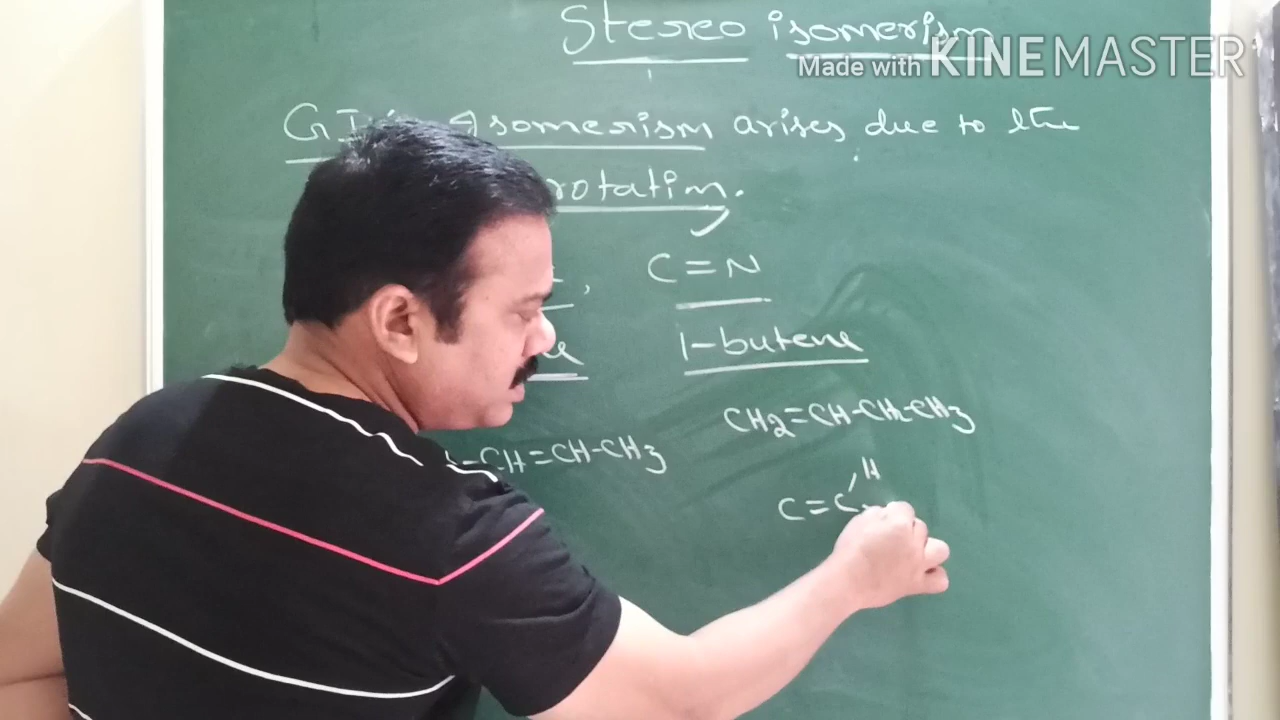 Stereo isomerism
Made with KINEMASTER
Isomerism arises due to the
rotation.
, C=N
1-butene
CH2=CH-CH2-CH3
-CH=CH-CH3
H
C=C